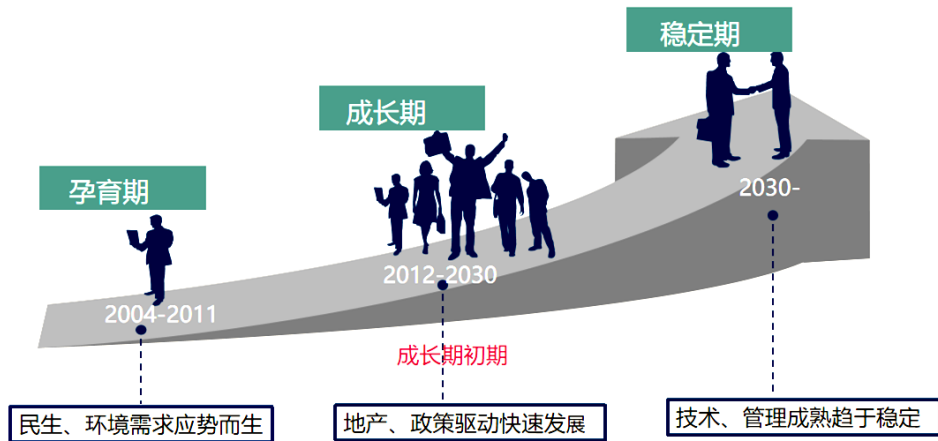 稳定期
成长期
孕育期
2030-
2012-2030
2004-2011
成长期初期
民生、环境需求应势而生
地产、政策驱动快速发展
技术、管理成熟趋于稳定